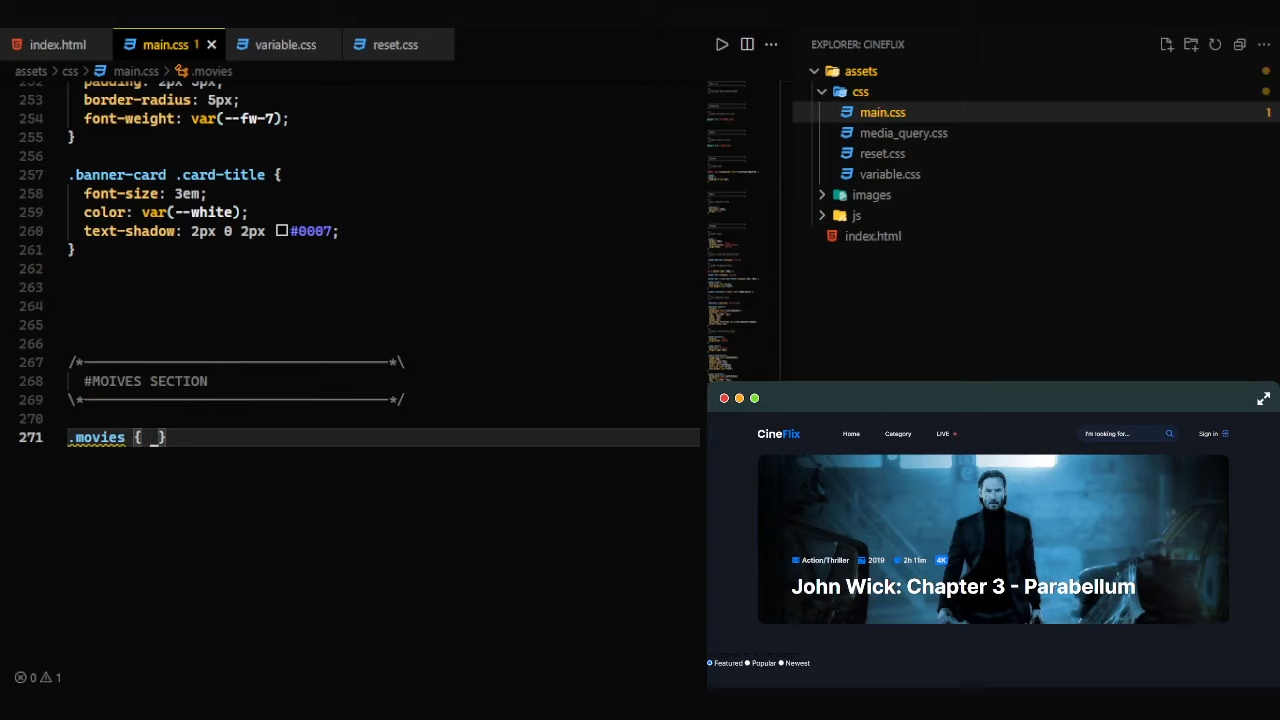 index.html
main.css 1
variable.css
reset.css
EXPLORER: CINEFLIX
assets > css > main.css > .movies
252 padding: 2px 5px;
253 border-radius: 5px;
254 font-weight: var(--fw-7);
255 }
256
257 .banner-card .card-title {
258 font-size: 3em;
259 color: var(--white);
260 text-shadow: 2px 0 2px #0007;
261 }
262
263
264
265
266
267 /*
*\
268 #MOIVES SECTION
269 \*
*/
270
271 .movies { _}
assets
css
main.css 1
media_query.css
reset.css
variable.css
images
js
index.html
CineFlix
Home
Category
LIVE
I'm looking for...
Sign in
Action/Thriller
2019
2h 11m
4K
John Wick: Chapter 3 - Parabellum
Featured
Popular
Newest
0
1